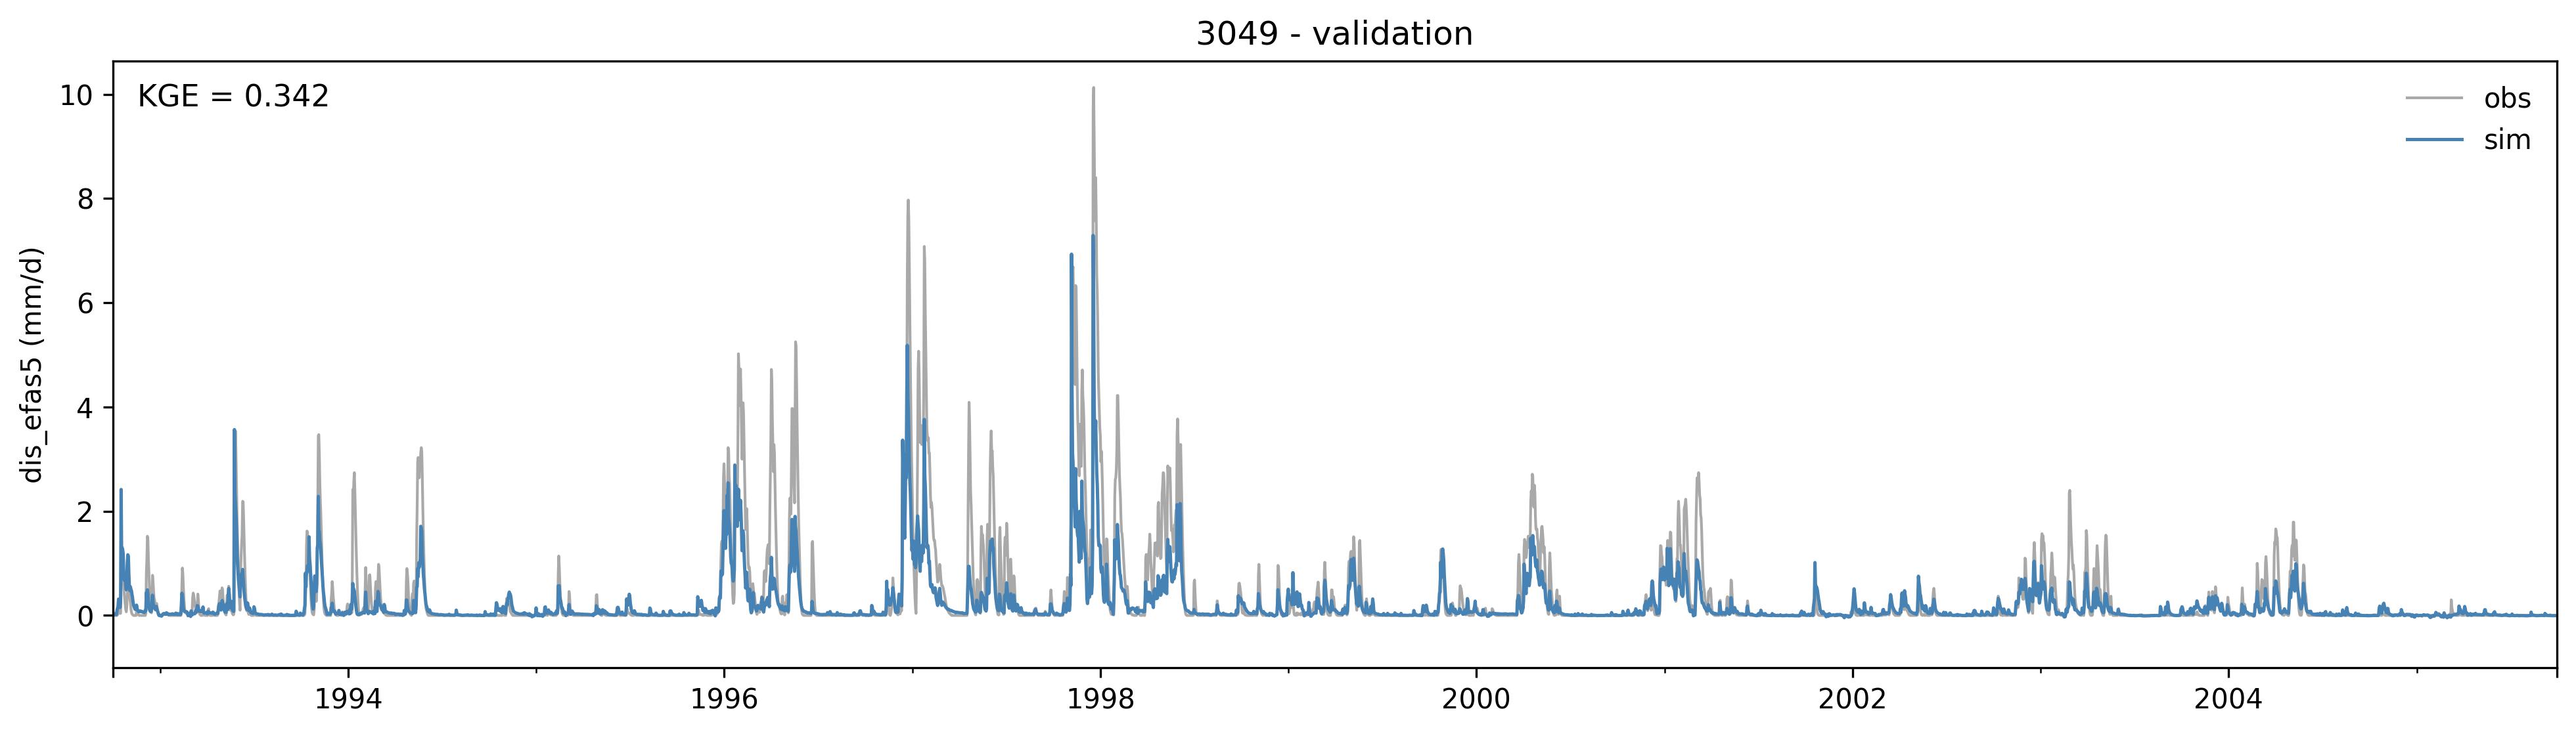 3049 - validation
KGE = 0.342
obs
sim
dis_efas5 (mm/d)
10
8
6
4
2
0
1994
1996
1998
2000
2002
2004